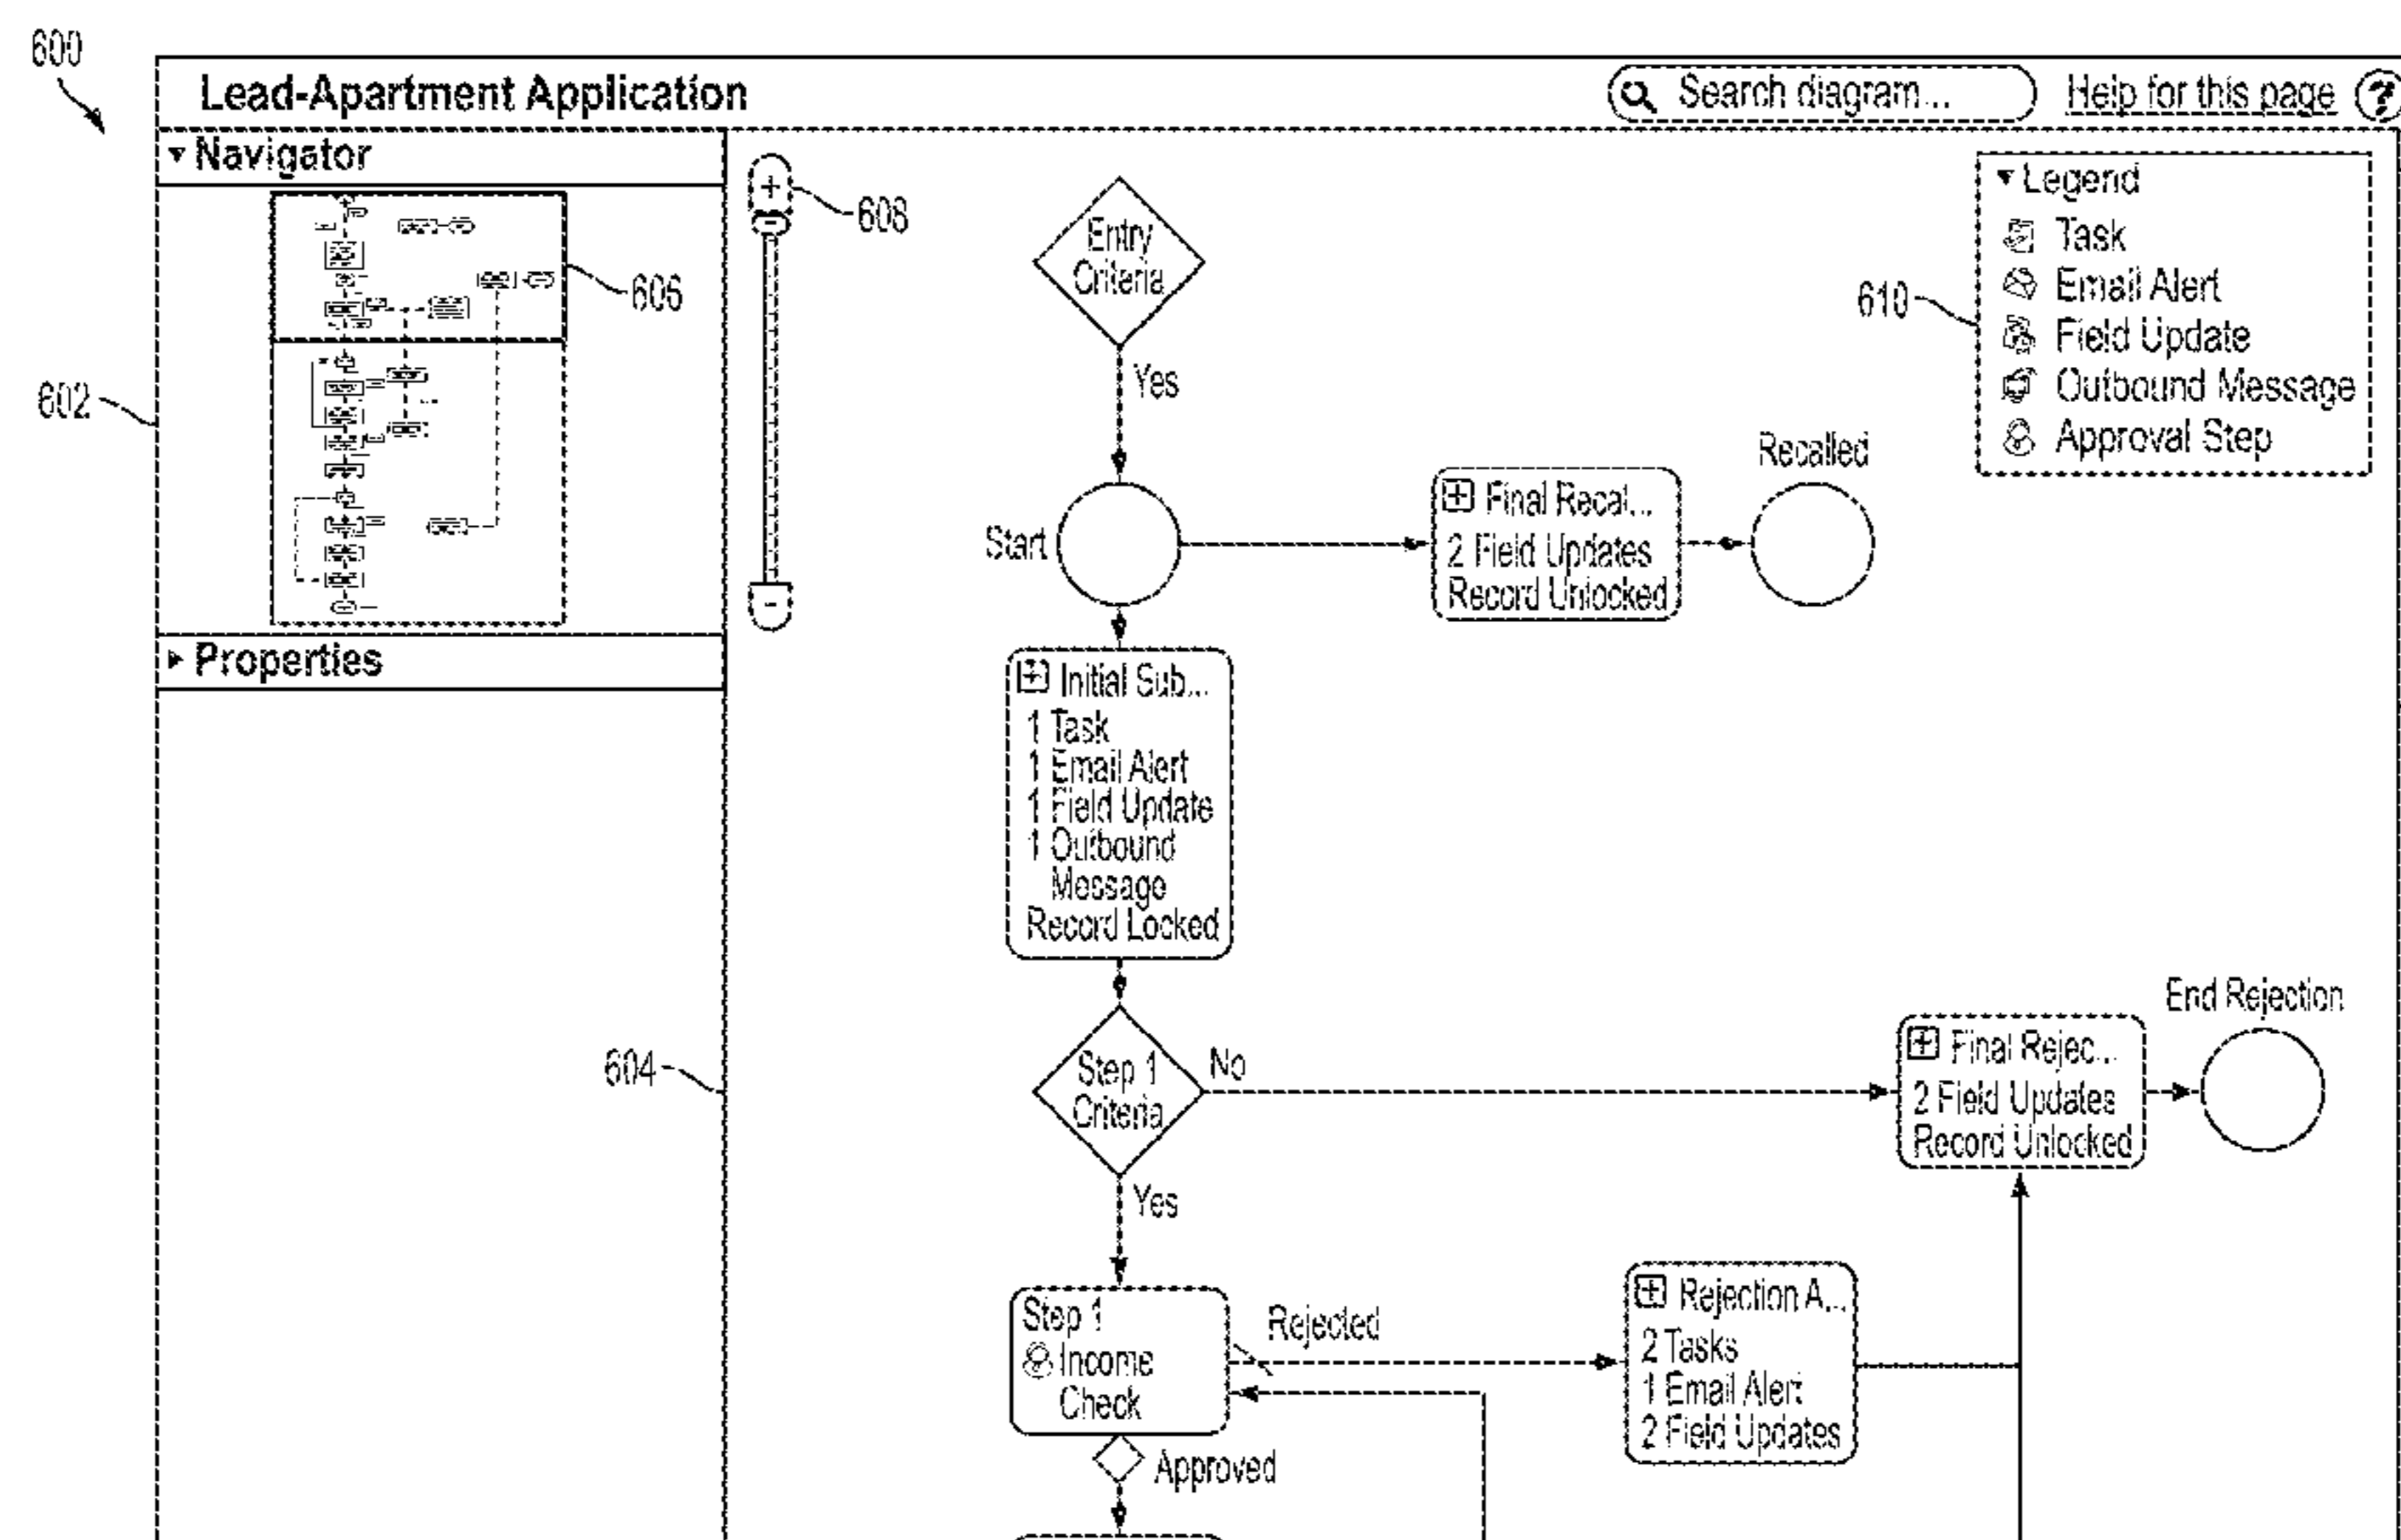 600
Lead-Apartment Application
Search diagram...
Help for this page
?
Navigator
606
602
Properties
604
608
Legend
Task
Email Alert
Field Update
Outbound Message
Approval Step
610
Entry
Criteria
Yes
Start
Final Recal...
2 Field Updates
Record Unlocked
Recalled
Initial Sub...
1 Task
1 Email Alert
1 Field Update
1 Outbound
Message
Record Locked
Step 1
Criteria
No
Final Rejec...
2 Field Updates
Record Unlocked
End Rejection
Yes
Step 1
Income
Check
Rejected
Rejection A...
2 Tasks
1 Email Alert
2 Field Updates
Approved